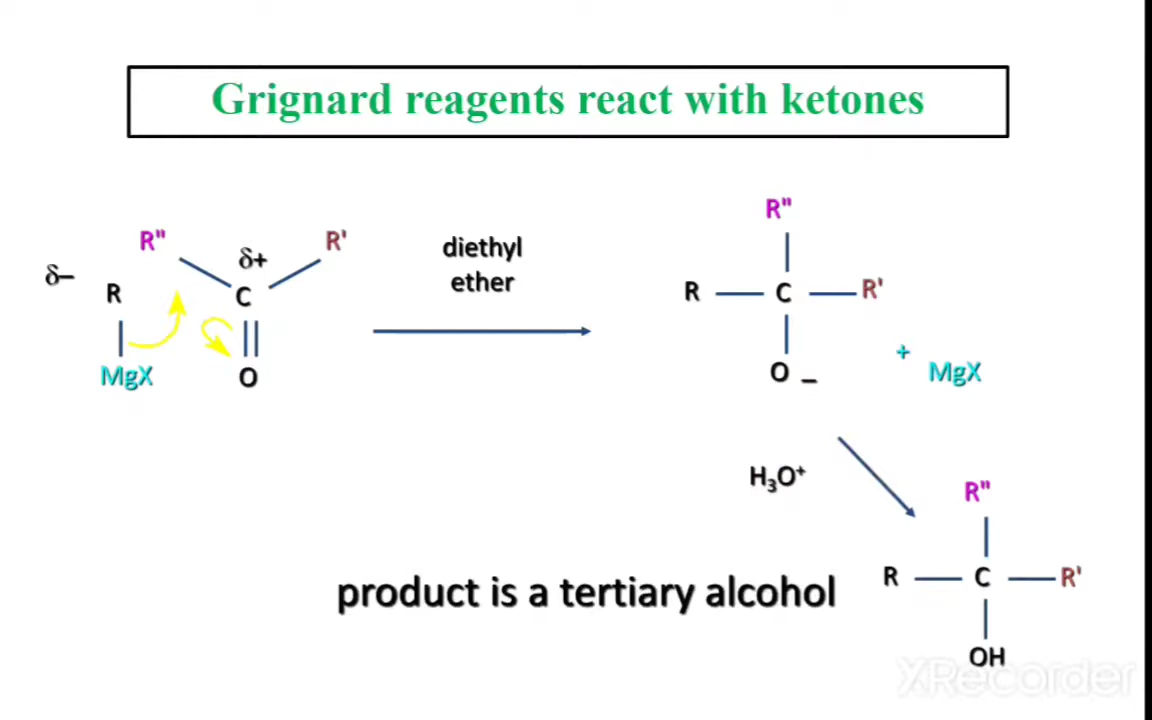 Grignard reagents react with ketones
δ–
R
R"
δ+
R'
C
MgX
O
diethyl
ether
R"
R
C
R'
O –
+
MgX
H₃O⁺
R"
R
C
R'
OH
product is a tertiary alcohol
XRecorder